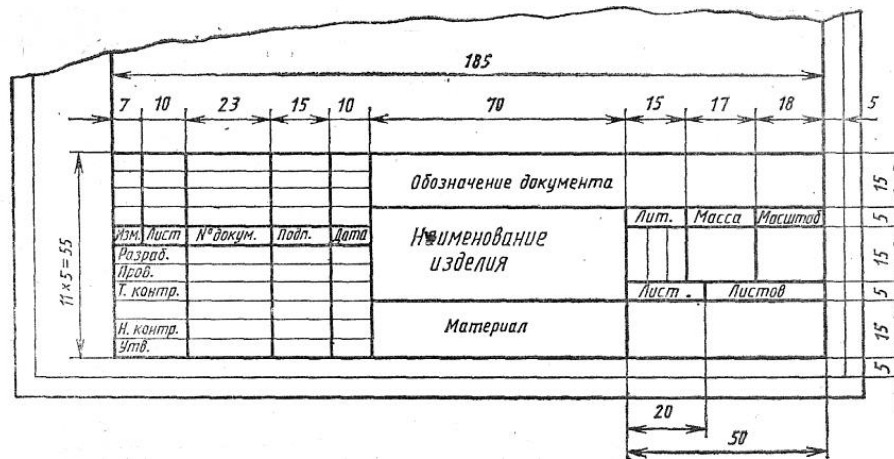 185
7 10 23 15 10 70 15 17 18 5
Обозначение документа
15
Лит. Масса Масштаб
5
Изм. Лист № докум. Подп. Дата
Наименование
изделия
Разраб.
15
Пров.
11 × 5 = 55
Т. контр.
Лист . Листов
5
Н. контр.
Материал
15
Утв.
5
20
50